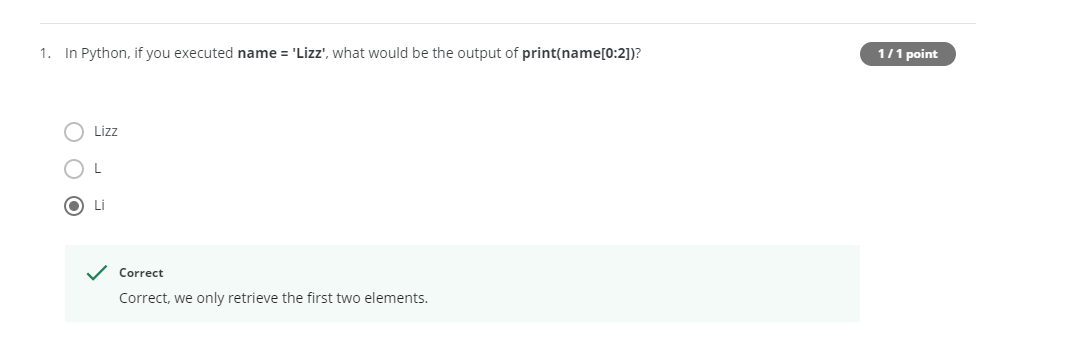 1. In Python, if you executed name = 'Lizz', what would be the output of print(name[0:2])?
1 / 1 point
Lizz
L
Li
Correct
Correct, we only retrieve the first two elements.